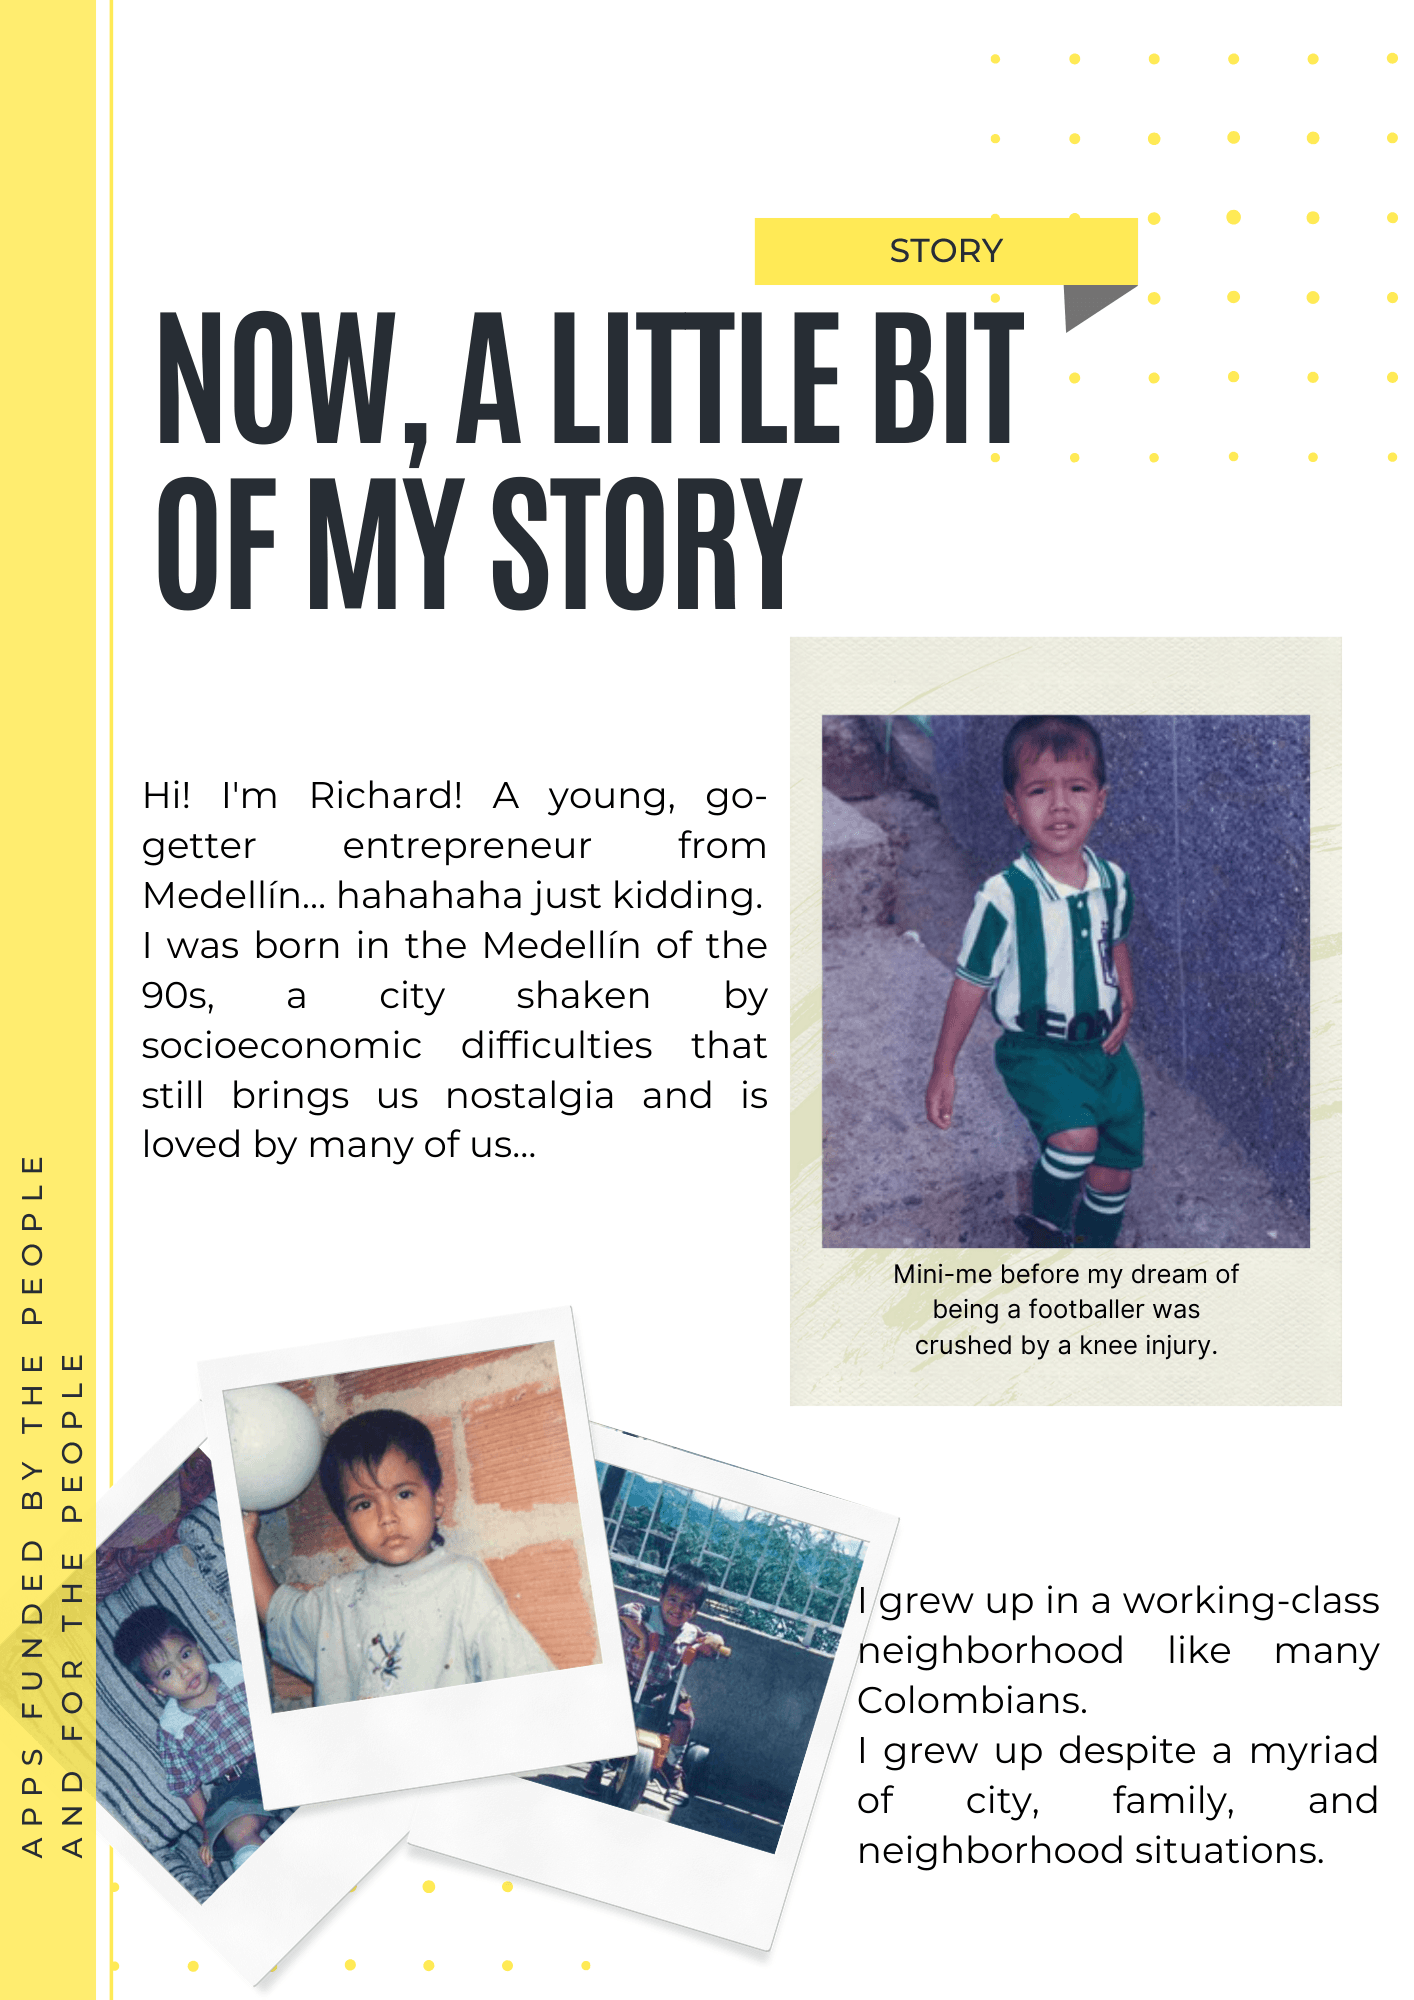 STORY
NOW, A LITTLE BIT
OF MY STORY
Hi! I'm Richard! A young, go-
getter entrepreneur from
Medellín... hahahaha just kidding.
I was born in the Medellín of the
90s, a city shaken by
socioeconomic difficulties that
still brings us nostalgia and is
loved by many of us...
LEON
Mini-me before my dream of
being a footballer was
crushed by a knee injury.
I grew up in a working-class
neighborhood like many
Colombians.
I grew up despite a myriad
of city, family, and
neighborhood situations.
APPS FUNDED BY THE PEOPLE
AND FOR THE PEOPLE